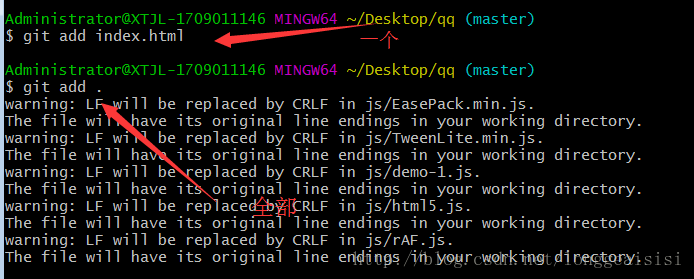 Administrator@XTJL-1709011146 MINGW64 ~/Desktop/qq (master)
$ git add index.html
一个
Administrator@XTJL-1709011146 MINGW64 ~/Desktop/qq (master)
$ git add .
warning: LF will be replaced by CRLF in js/EasePack.min.js.
The file will have its original line endings in your working directory.
warning: LF will be replaced by CRLF in js/TweenLite.min.js.
The file will have its original line endings in your working directory.
warning: LF will be replaced by CRLF in js/demo-1.js.
The file will have its original line endings in your working directory.
warning: LF will be replaced by CRLF in js/html5.js.
全部
The file will have its original line endings in your working directory.
warning: LF will be replaced by CRLF in js/rAF.js.
The file will have its original line endings in your working directory.